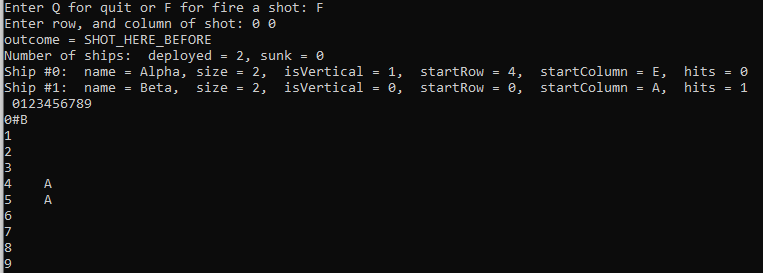 Enter Q for quit or F for fire a shot: F
Enter row, and column of shot: 0 0
outcome = SHOT_HERE_BEFORE
Number of ships:  deployed = 2, sunk = 0
Ship #0:  name = Alpha, size = 2,  isVertical = 1,  startRow = 4,  startColumn = E,  hits = 0
Ship #1:  name = Beta,  size = 2,  isVertical = 0,  startRow = 0,  startColumn = A,  hits = 1
 0123456789
0#B
1
2
3
4    A
5    A
6
7
8
9